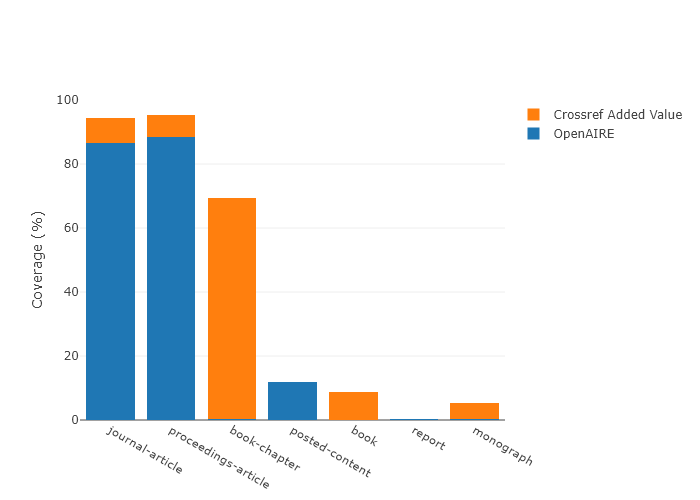 100
80
60
40
20
0
Coverage (%)
journal-article
proceedings-article
book-chapter
posted-content
book
report
monograph
Crossref Added Value
OpenAIRE